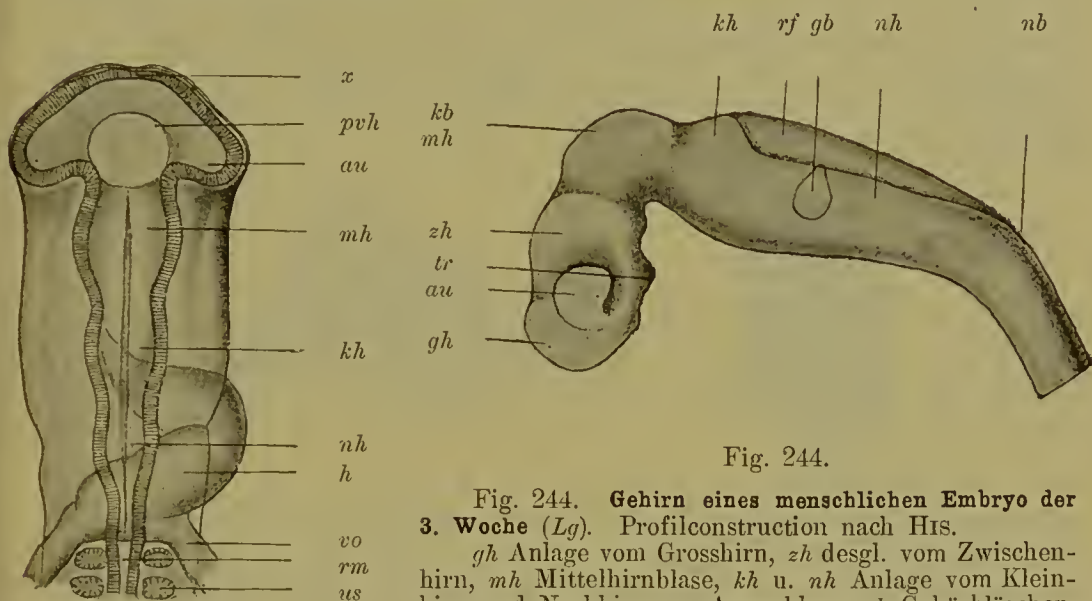 x
pvh
au
mh
kh
nh
h
vo
rm
us
kh rf gb nh nb
kb
mh
zh
tr
au
gh
Fig. 244.
Fig. 244. Gehirn eines menschlichen Embryo der
3. Woche (Lg). Profilconstruction nach HIS.
gh Anlage vom Grosshirn, zh desgl. vom Zwischen-
hirn, mh Mittelhirnblase, kh u. nh Anlage vom Klein-